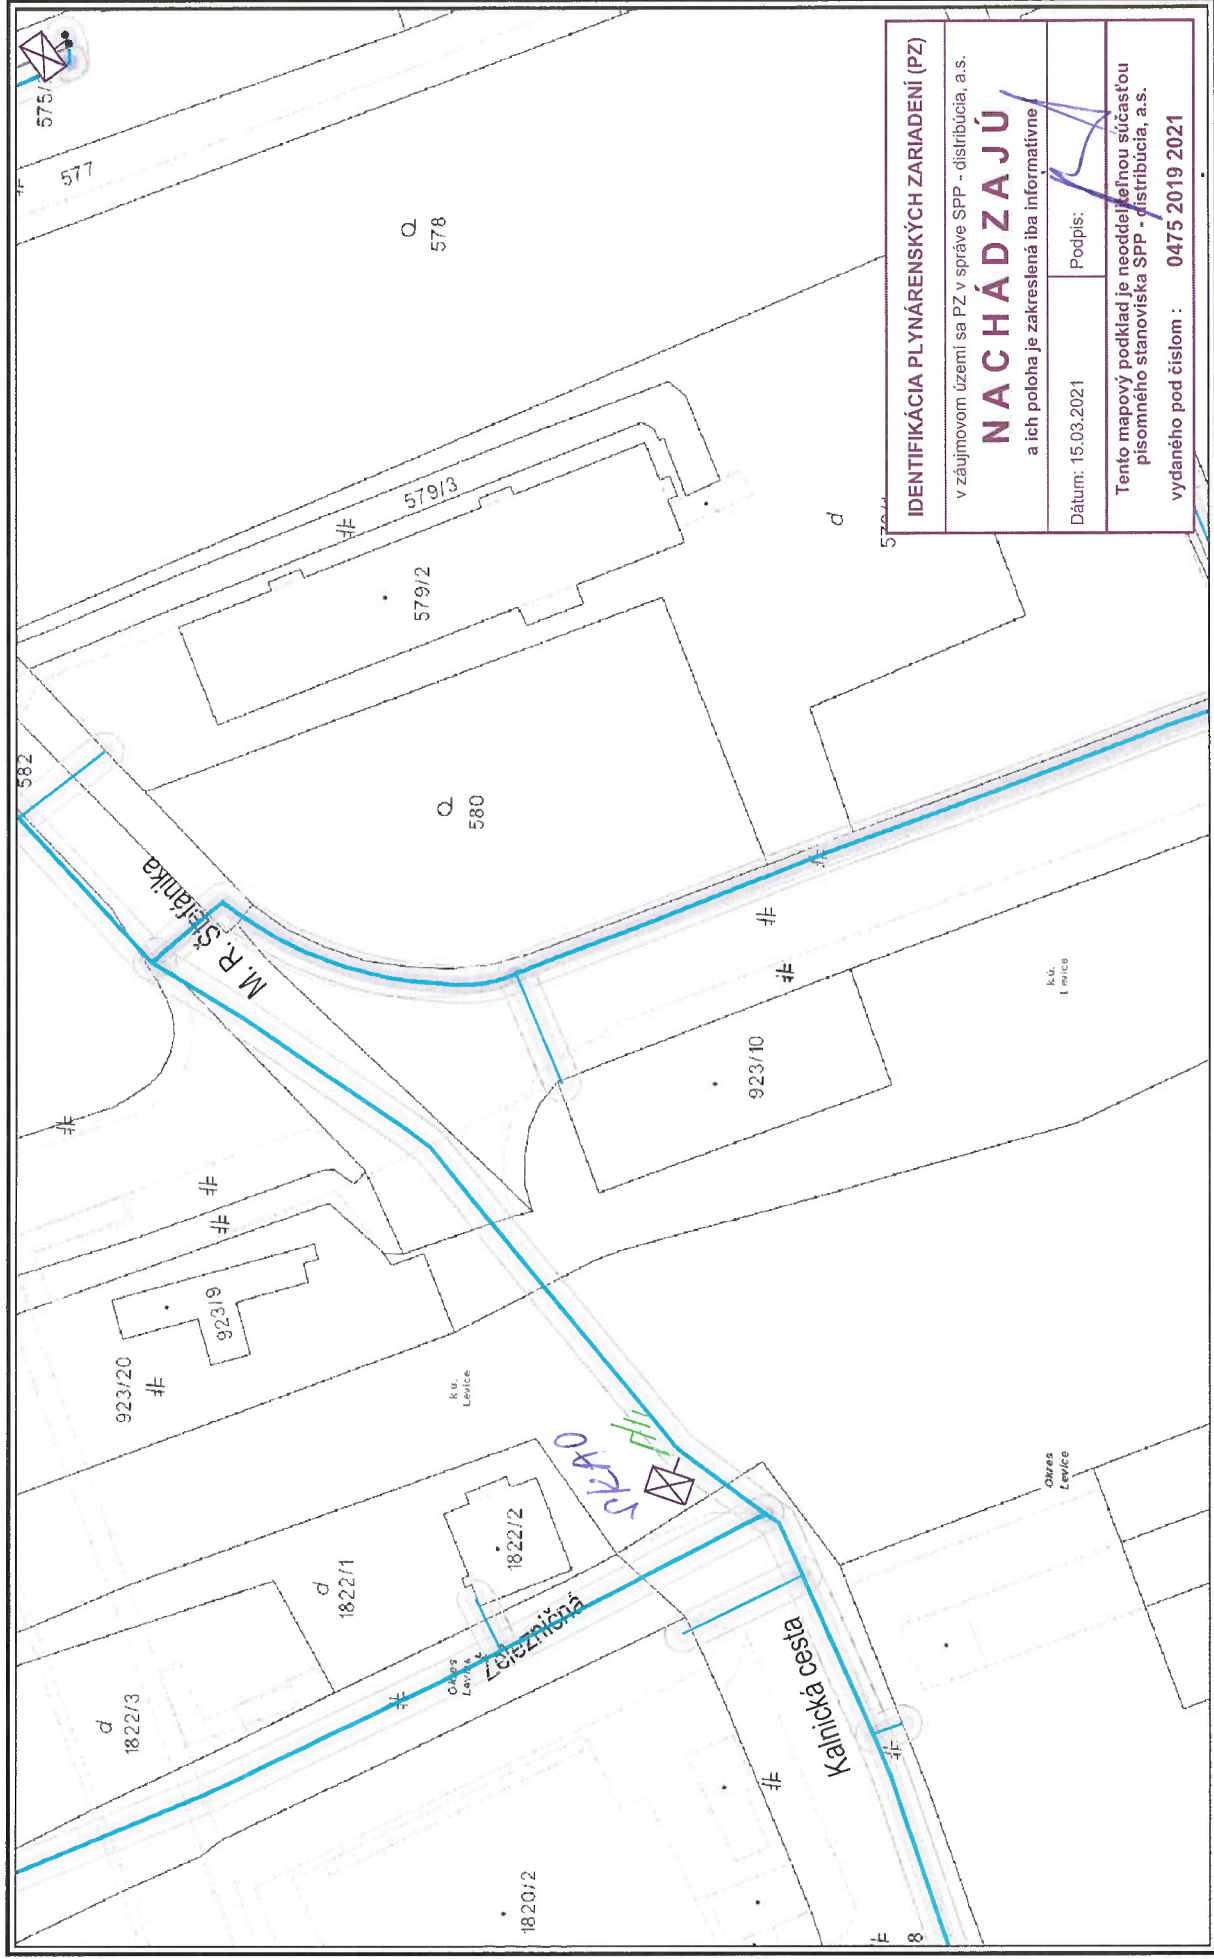 IDENTIFIKÁCIA PLYNÁRENSKÝCH ZARIADENÍ (PZ)
v záujmovom území sa PZ v správe SPP - distribúcia, a.s.
NACHÁDZAJÚ
a ich poloha je zakreslená iba informatívne
Dátum: 15.03.2021
Podpis:
Tento mapový podklad je neoddeliteľnou súčasťou
písomného stanoviska SPP - distribúcia, a.s.
vydaného pod číslom : 0475 2019 2021
575/
577
578
582
579/3
579/2
d
580
M. R. Štefánika
923/10
k.ú.
Levice
923/9
923/20
k.ú.
Levice
1822/2
d
1822/1
d
1822/3
Okres
Železničná
Okres
Levice
Kalnická cesta
1820/2
8